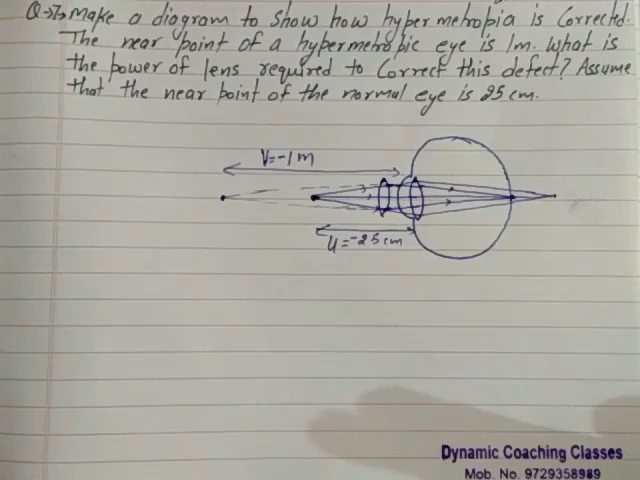 Q→7→ Make a diagram to show how hypermetropia is Corrected.
The near point of a hypermetropic eye is 1m. What is
the power of lens required to Correct this defect? Assume
that the near point of the normal eye is 25 cm.
V=-1m
u=-25cm
Dynamic Coaching Classes
Mob. No. 9729358989